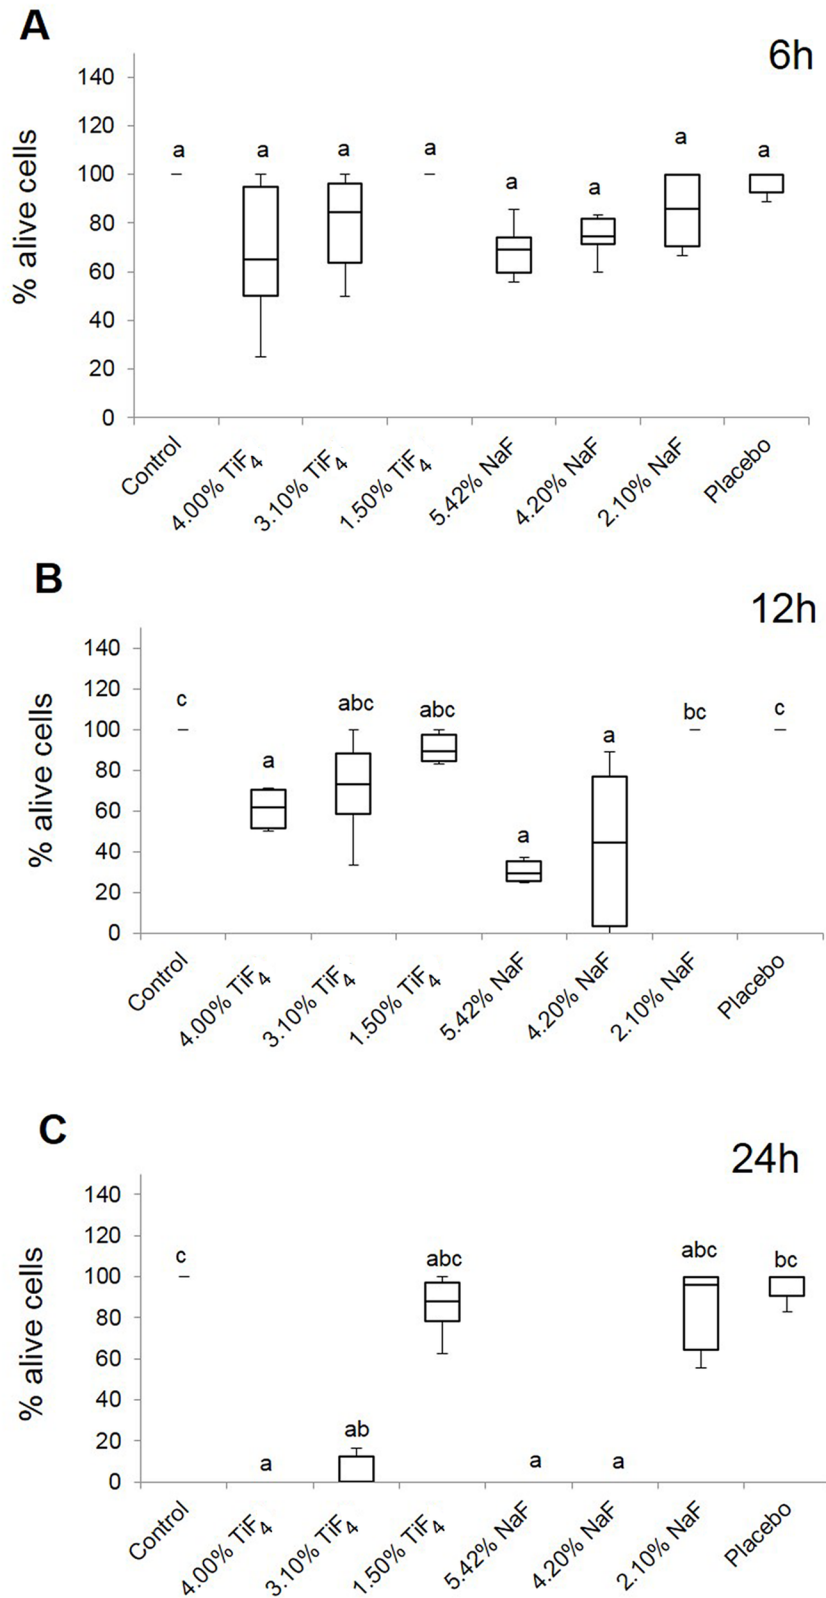 A
6h
% alive cells
140
120
100
80
60
40
20
0
a a a a a a a a
Control 4.00% TiF4 3.10% TiF4 1.50% TiF4 5.42% NaF 4.20% NaF 2.10% NaF Placebo
B
12h
% alive cells
140
120
100
80
60
40
20
0
c a abc abc a a bc c
Control 4.00% TiF4 3.10% TiF4 1.50% TiF4 5.42% NaF 4.20% NaF 2.10% NaF Placebo
C
24h
% alive cells
140
120
100
80
60
40
20
0
c a ab abc a a abc bc
Control 4.00% TiF4 3.10% TiF4 1.50% TiF4 5.42% NaF 4.20% NaF 2.10% NaF Placebo